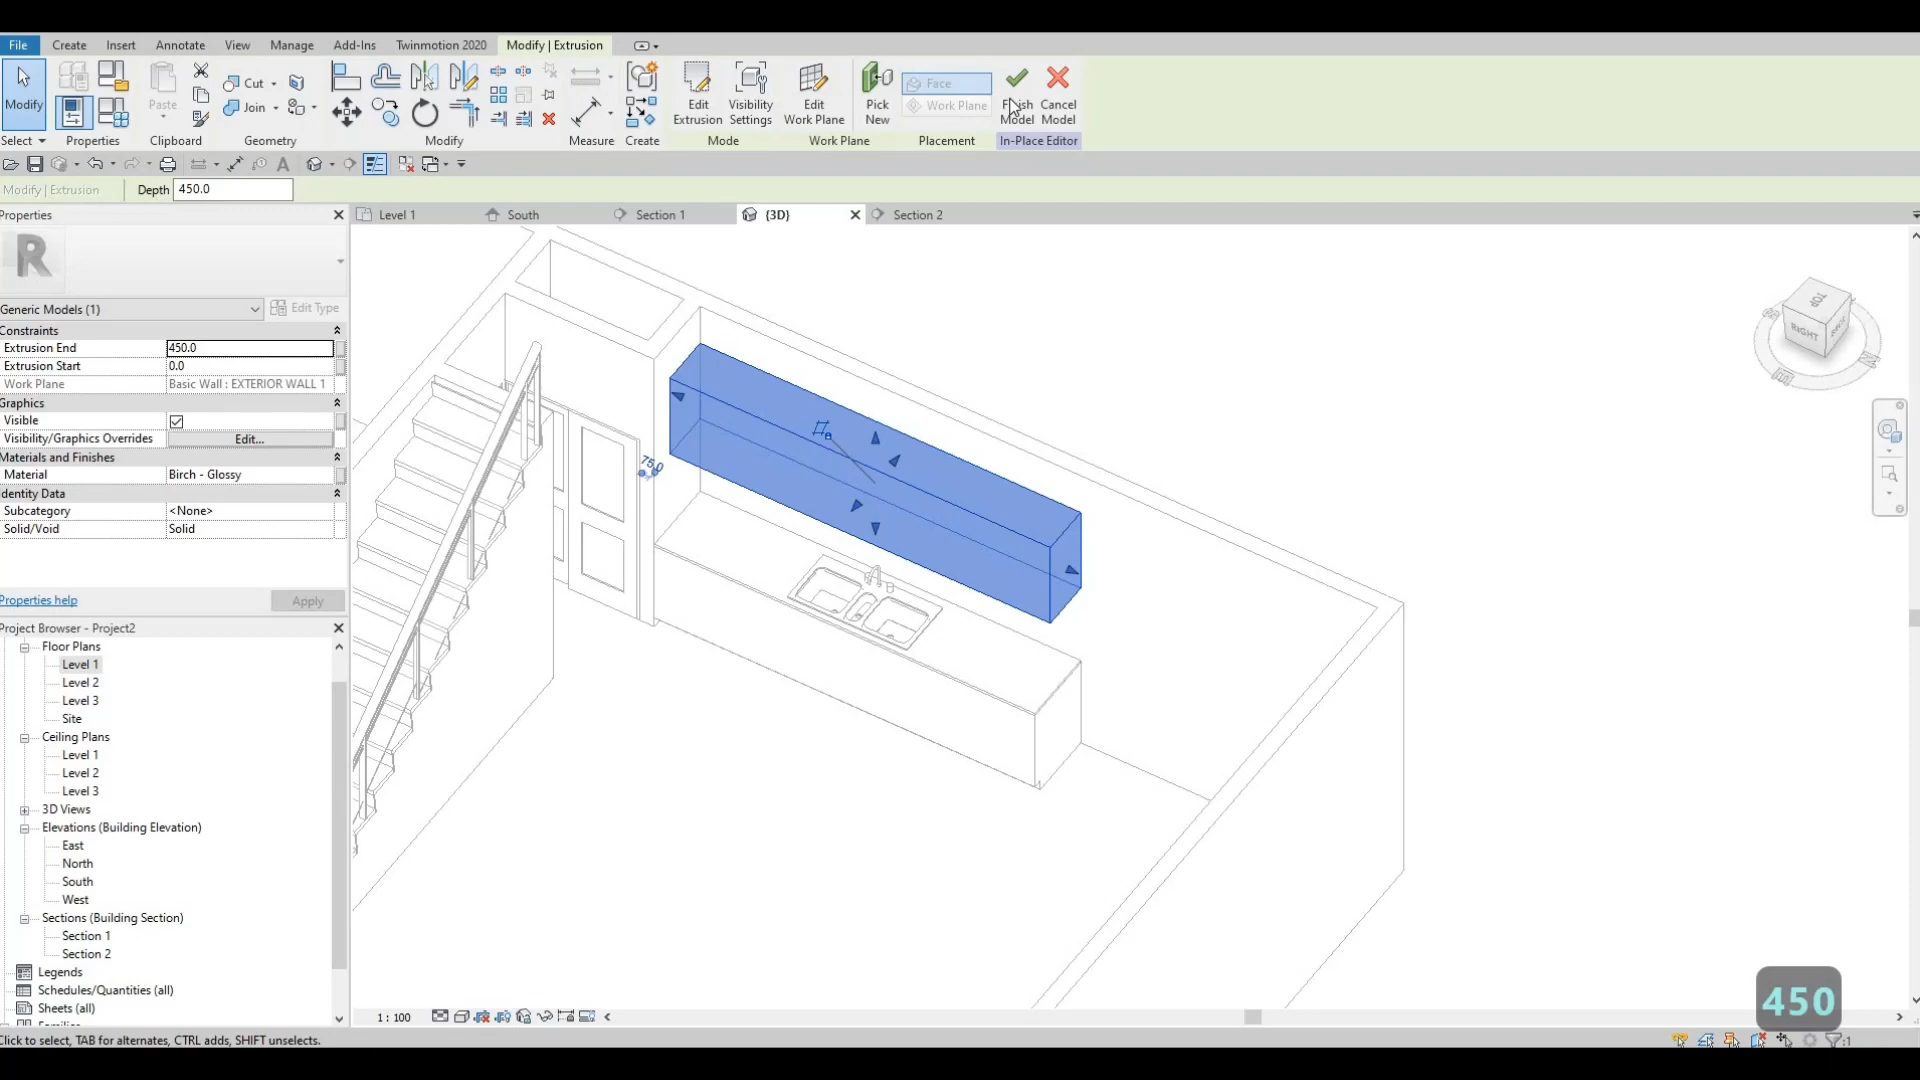 File Create Insert Annotate View Manage Add-Ins Twinmotion 2020 Modify | Extrusion
Modify
Paste
Cut
Join
Edit Extrusion
Visibility Settings
Edit Work Plane
Pick New
Face
Work Plane
Finish Model
Cancel Model
Select Properties Clipboard Geometry Modify Measure Create Mode Work Plane Placement In-Place Editor
Modify | Extrusion Depth 450.0
Properties
Level 1 South Section 1 {3D} Section 2
R
Generic Models (1) Edit Type
Constraints
Extrusion End 450.0
Extrusion Start 0.0
Work Plane Basic Wall : EXTERIOR WALL 1
Graphics
Visible
Visibility/Graphics Overrides Edit...
Materials and Finishes
Material Birch - Glossy
Identity Data
Subcategory <None>
Solid/Void Solid
Properties help Apply
Project Browser - Project2
Floor Plans
Level 1
Level 2
Level 3
Site
Ceiling Plans
Level 1
Level 2
Level 3
3D Views
Elevations (Building Elevation)
East
North
South
West
Sections (Building Section)
Section 1
Section 2
Legends
Schedules/Quantities (all)
Sheets (all)
75.0
TOP
RIGHT
1 : 100
450
Click to select, TAB for alternates, CTRL adds, SHIFT unselects.
:1